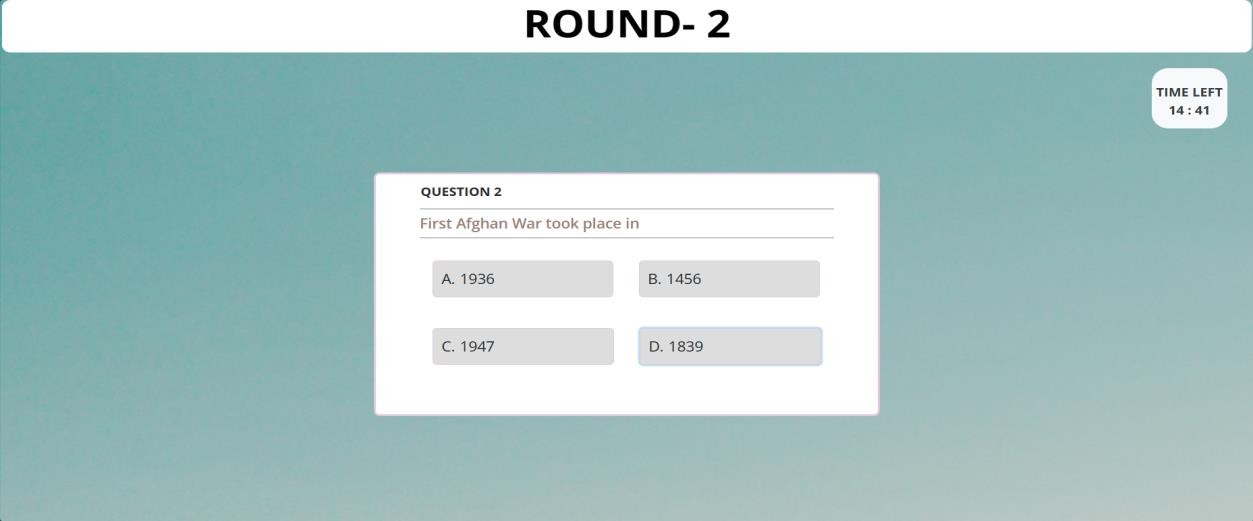 ROUND- 2
TIME LEFT
14 : 41
QUESTION 2
First Afghan War took place in
A. 1936
B. 1456
C. 1947
D. 1839